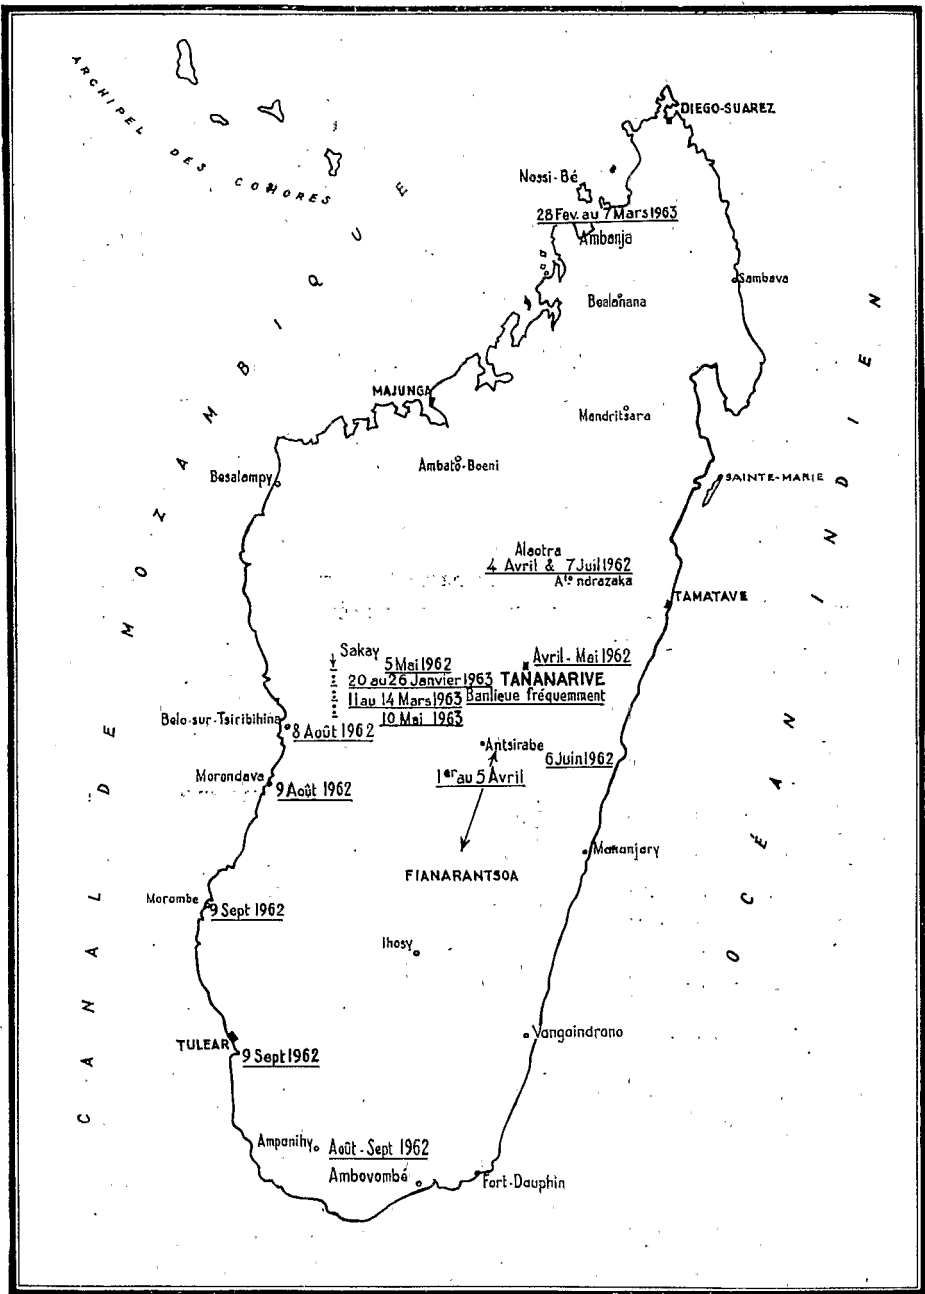 ARCHIPEL DES COMORES
DIEGO-SUAREZ
Nossi-Bé
28 Fev. au 7 Mars 1963
Ambanja
Sambava
Bealanana
CANAL DE MOZAMBIQUE
OCÉAN INDIEN
MAJUNGA
Mandritsara
Ambato-Boeni
Besalampy
SAINTE-MARIE
Alaotra
4 Avril & 7 Juil 1962
Ato ndrazaka
TAMATAVE
Sakay
5 Mai 1962
Avril-Mai 1962
20 au 26 Janvier 1963
TANANARIVE
11 au 14 Mars 1963
Banlieue fréquemment
10 Mai 1963
Belo-sur-Tsiribihina
8 Août 1962
Antsirabe
6 Juin 1962
1er au 5 Avril
Morondava
9 Août 1962
Mananjary
FIANARANTSOA
Morombe
9 Sept 1962
Ihosy
Vangaindrano
TULEAR
9 Sept 1962
Ampanihy
Août-Sept 1962
Ambovombé
Fort-Dauphin